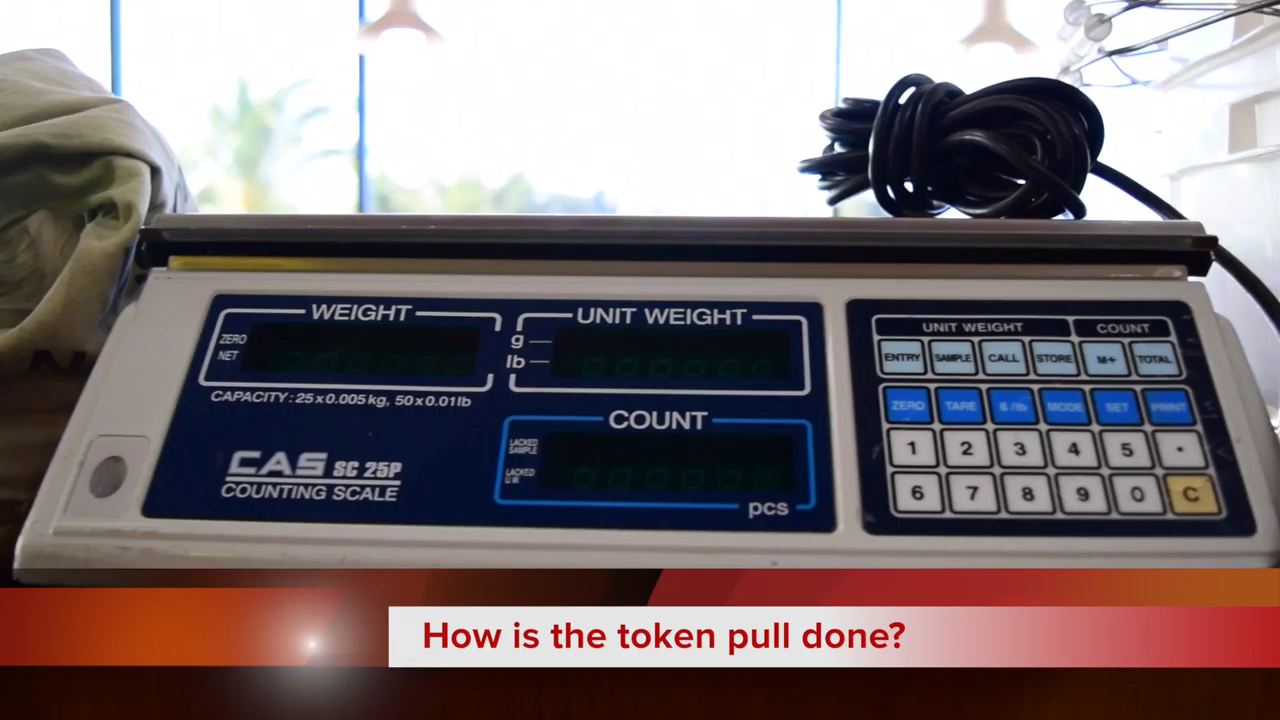 WEIGHT
ZERO
NET
CAPACITY : 25 x 0.005 kg, 50 x 0.01 lb
CAS SC 25P
COUNTING SCALE
UNIT WEIGHT
g
lb
COUNT
LACKED SAMPLE
LACKED U.W.
pcs
UNIT WEIGHT COUNT
ENTRY SAMPLE CALL STORE M+ TOTAL
ZERO TARE g/lb MODE SET PRINT
1 2 3 4 5 •
6 7 8 9 0 C
How is the token pull done?